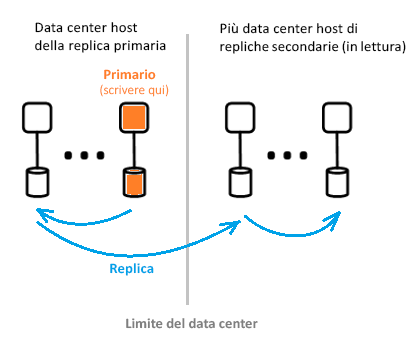 Data center host
della replica primaria
Più data center host di
repliche secondarie (in lettura)
Primario
(scrivere qui)
Replica
Limite del data center